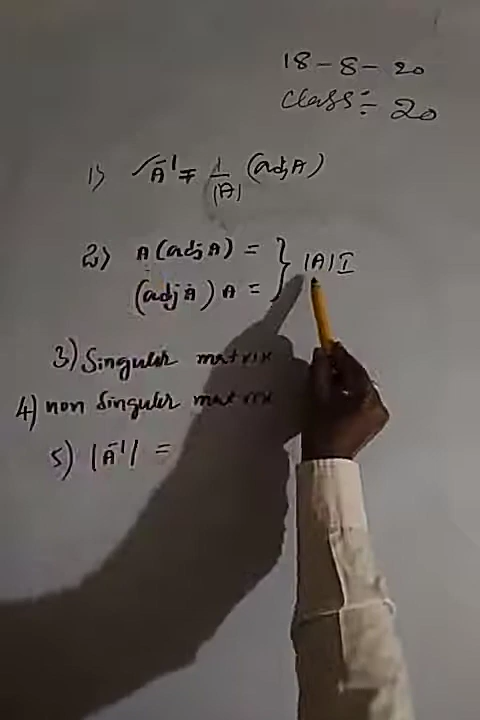 18-8-20
Class:- 20
1) ✓A⁻¹ = 1/|A| (adjA)
2) A(adj A) = } |A|I
(adj A) A =
3) Singular matrix
4) non Singular matrix
5) |A⁻¹| =